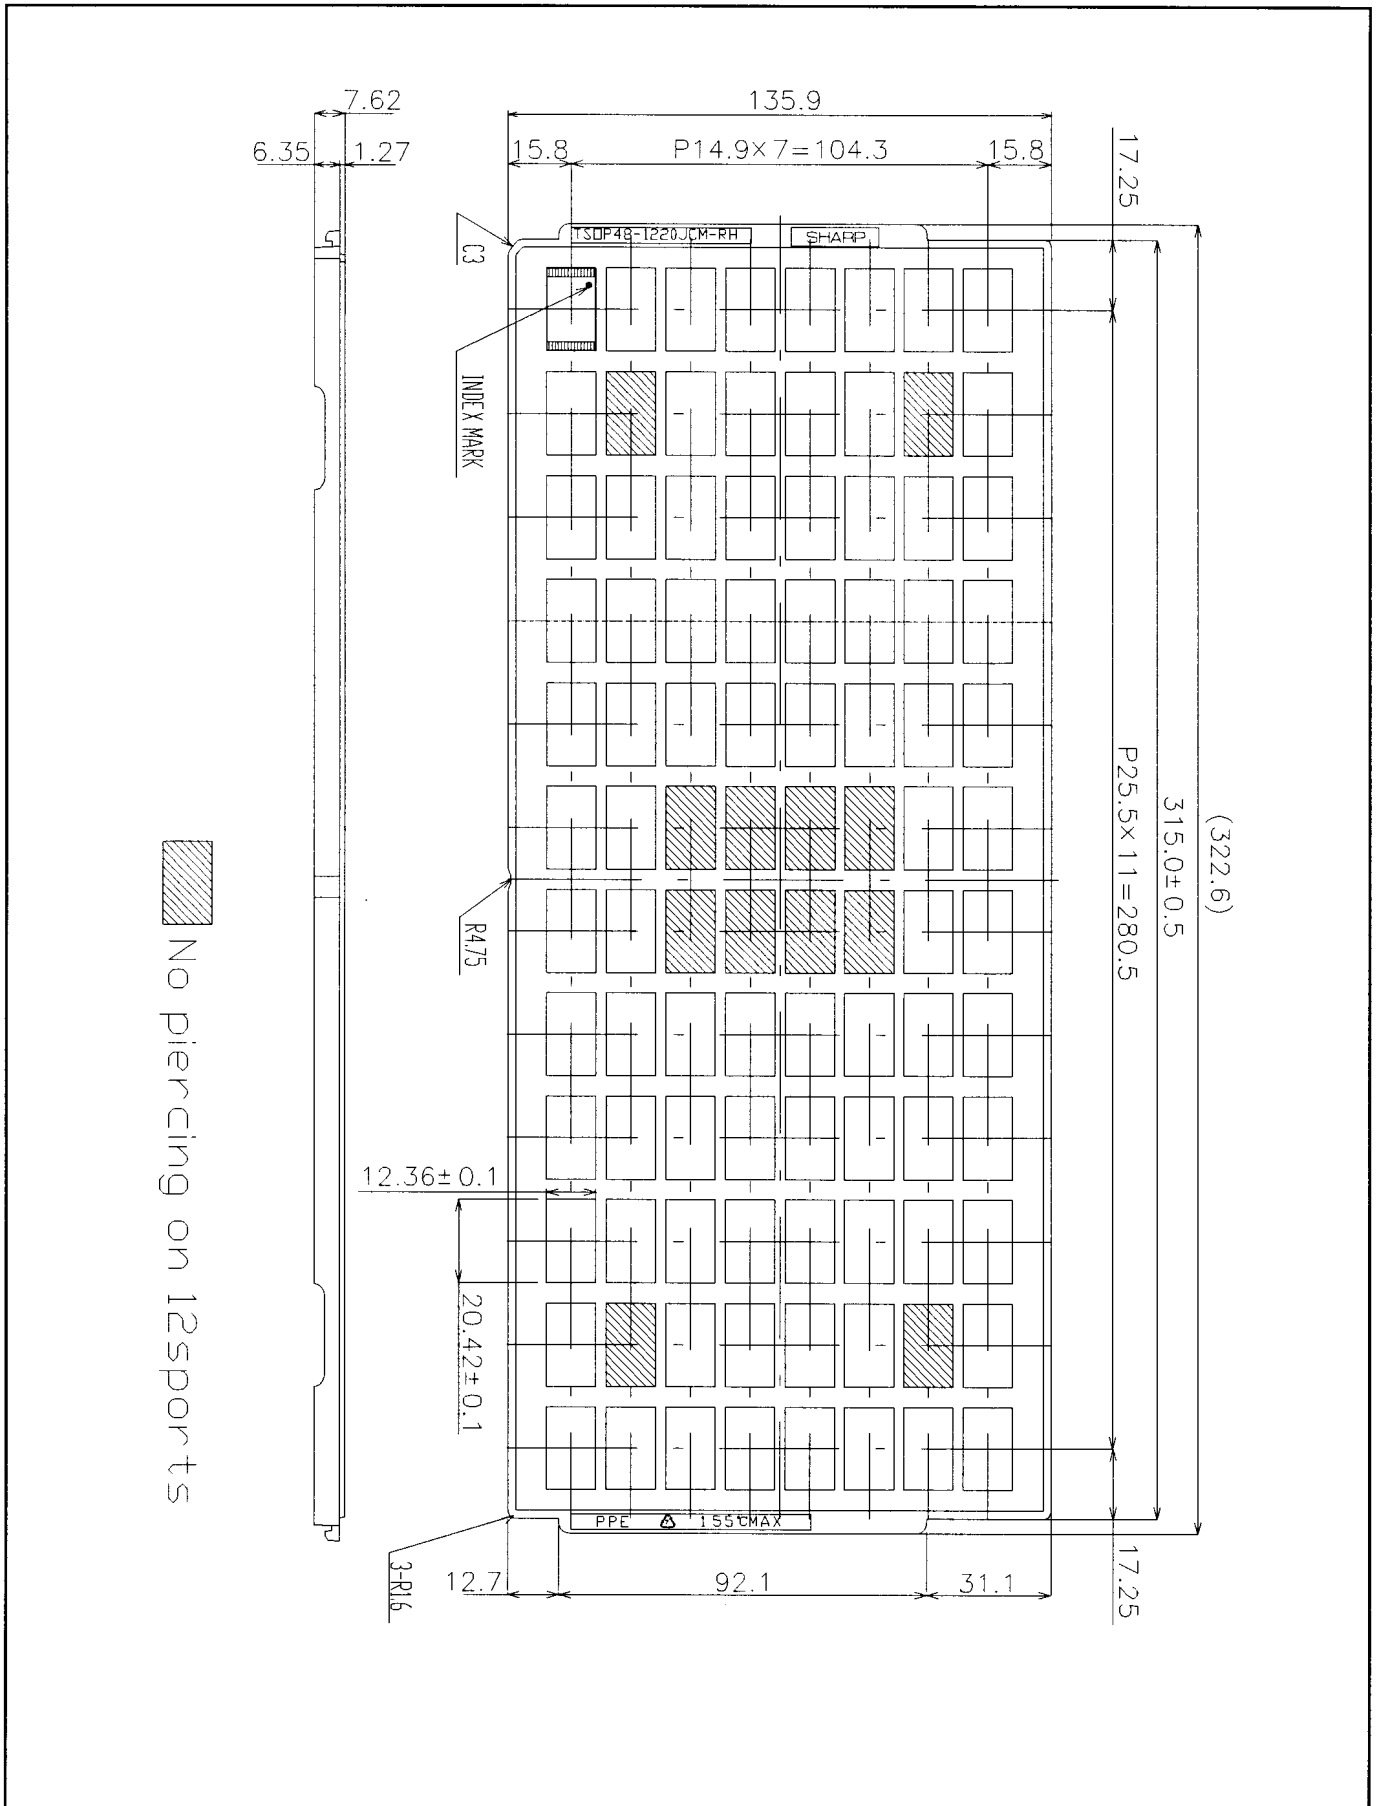 7.62
135.9
6.35
1.27
15.8
P14.9×7=104.3
15.8
17.25
TSOP48-1220JCM-RH
SHARP
C3
INDEX MARK
(322.6)
315.0±0.5
P25.5×11=280.5
R4.75
No piercing on 12sports
12.36±0.1
20.42±0.1
PPE
155℃MAX
3-R1.6
12.7
92.1
31.1
17.25